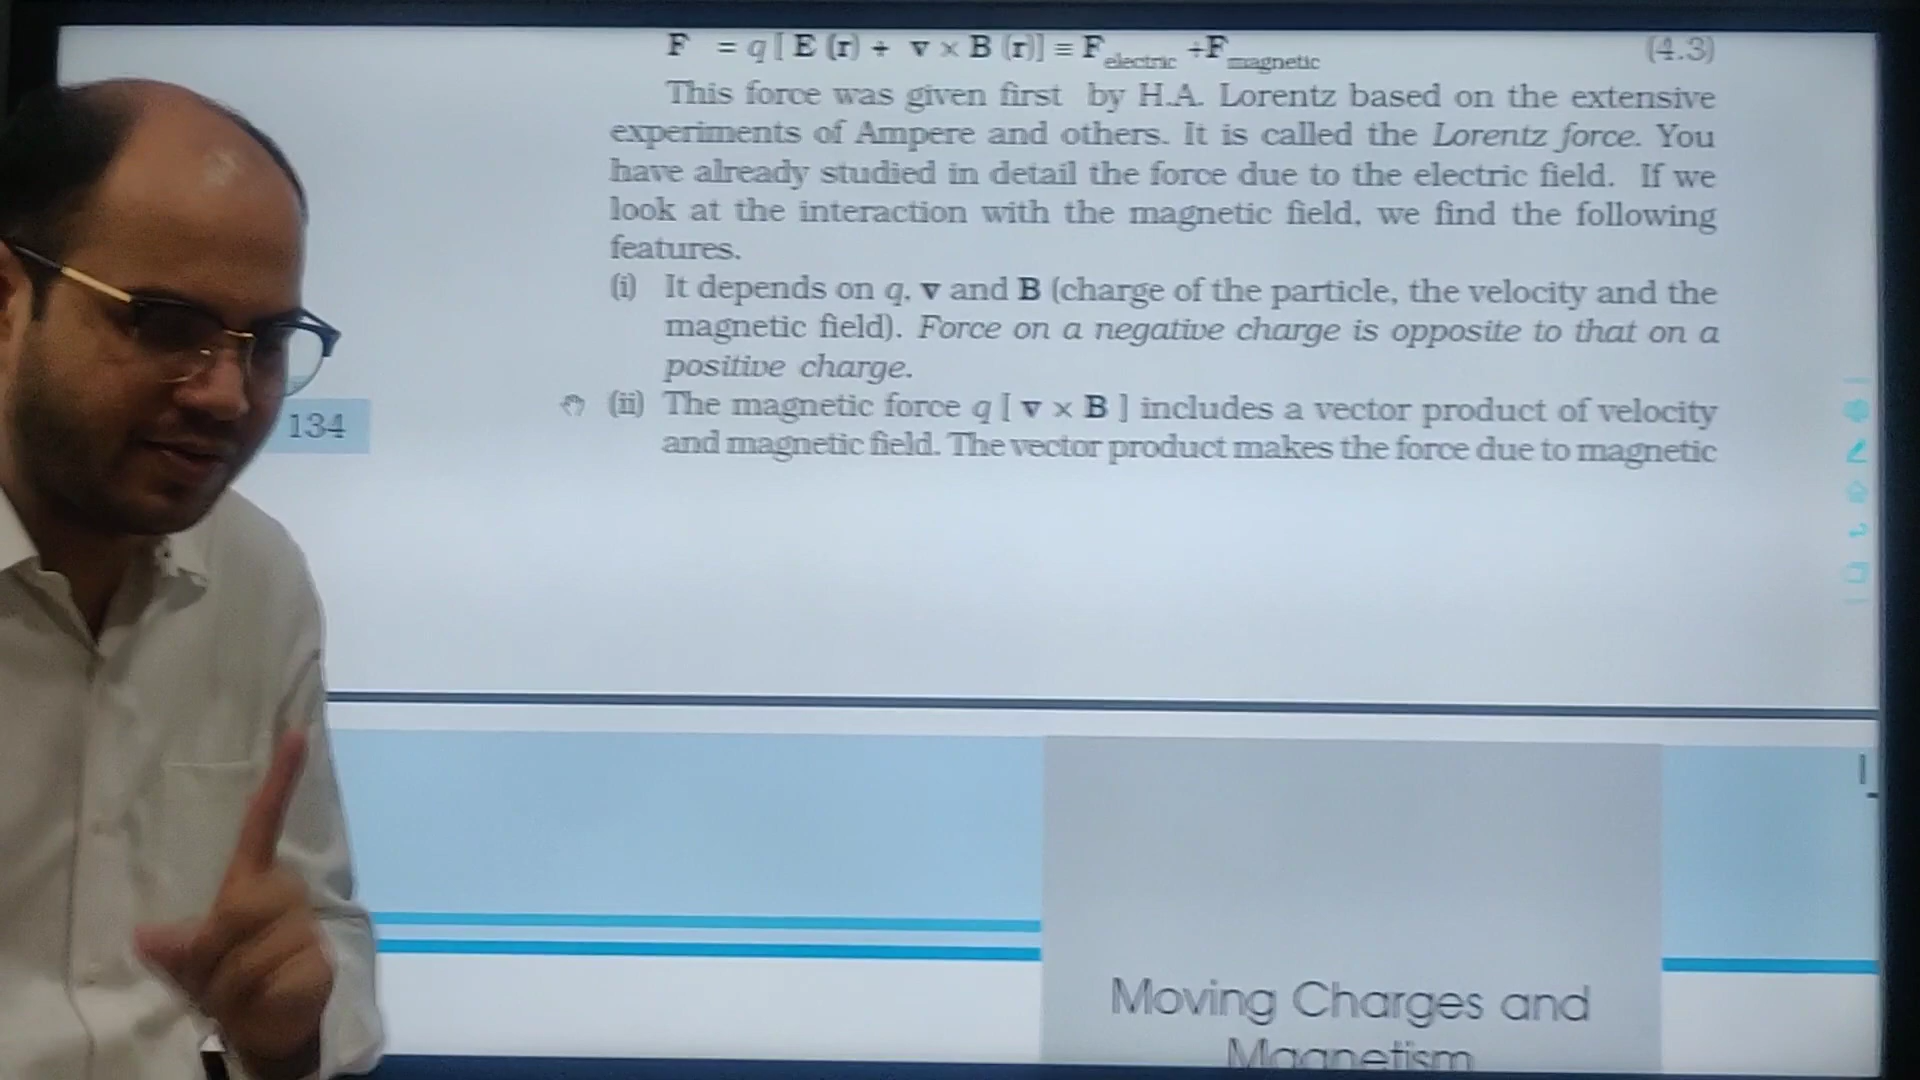 F = q [ E (r) + v × B (r)] ≡ F electric +F magnetic (4.3)
This force was given first by H.A. Lorentz based on the extensive
experiments of Ampere and others. It is called the Lorentz force. You
have already studied in detail the force due to the electric field. If we
look at the interaction with the magnetic field, we find the following
features.
(i) It depends on q, v and B (charge of the particle, the velocity and the
magnetic field). Force on a negative charge is opposite to that on a
positive charge.
(ii) The magnetic force q [ v × B ] includes a vector product of velocity
and magnetic field. The vector product makes the force due to magnetic
134
Moving Charges and
Magnetism